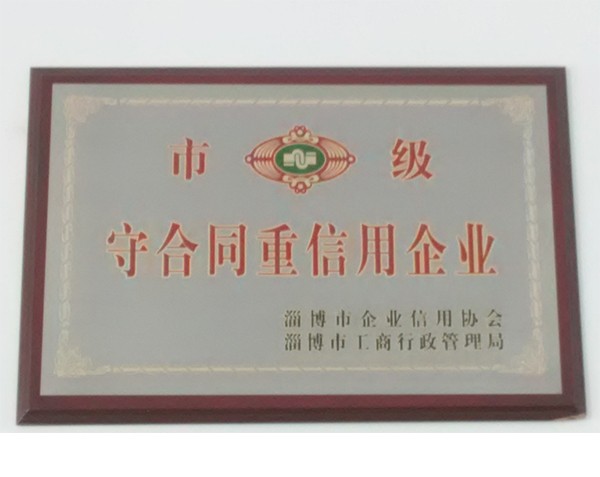 市 级
守合同重信用企业
淄博市企业信用协会
淄博市工商行政管理局